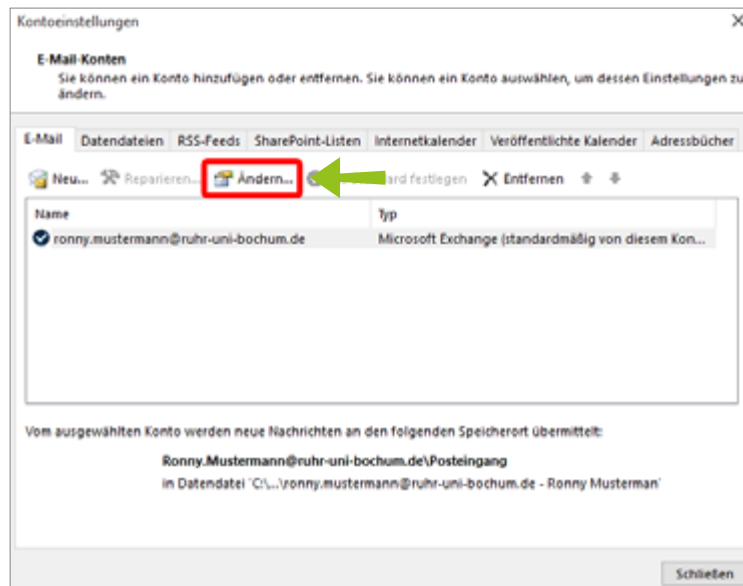 Kontoeinstellungen
E-Mail-Konten
Sie können ein Konto hinzufügen oder entfernen. Sie können ein Konto auswählen, um dessen Einstellungen zu
ändern.
E-Mail Datendateien RSS-Feeds SharePoint-Listen Internetkalender Veröffentlichte Kalender Adressbücher
Neu... Reparieren... Ändern... festlegen Entfernen
Name Typ
ronny.mustermann@ruhr-uni-bochum.de Microsoft Exchange (standardmäßig von diesem Kon...
Vom ausgewählten Konto werden neue Nachrichten an den folgenden Speicherort übermittelt:
Ronny.Mustermann@ruhr-uni-bochum.de\Posteingang
in Datendatei 'C:\...\ronny.mustermann@ruhr-uni-bochum.de - Ronny Musterman'
Schließen